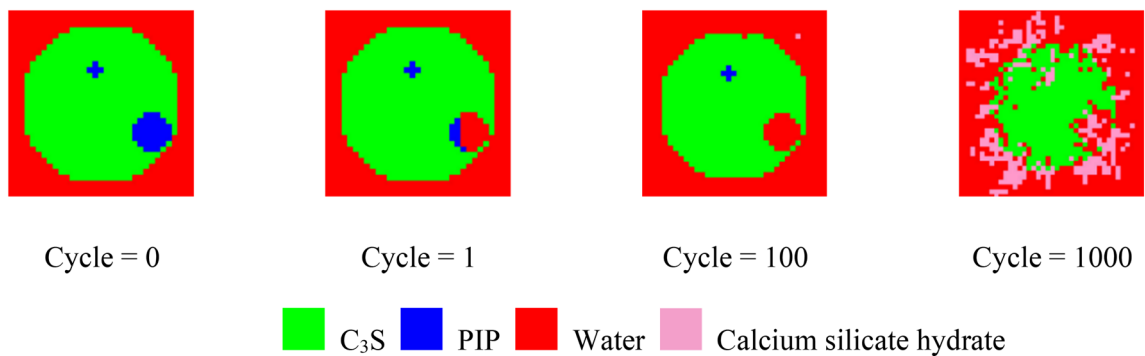 Cycle = 0 Cycle = 1 Cycle = 100 Cycle = 1000
C₃S PIP Water Calcium silicate hydrate